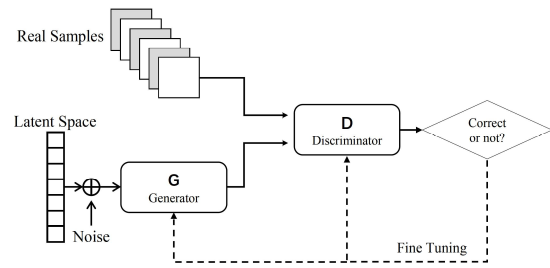 Real Samples
Latent Space
D
Discriminator
Correct
or not?
G
Generator
Noise
Fine Tuning